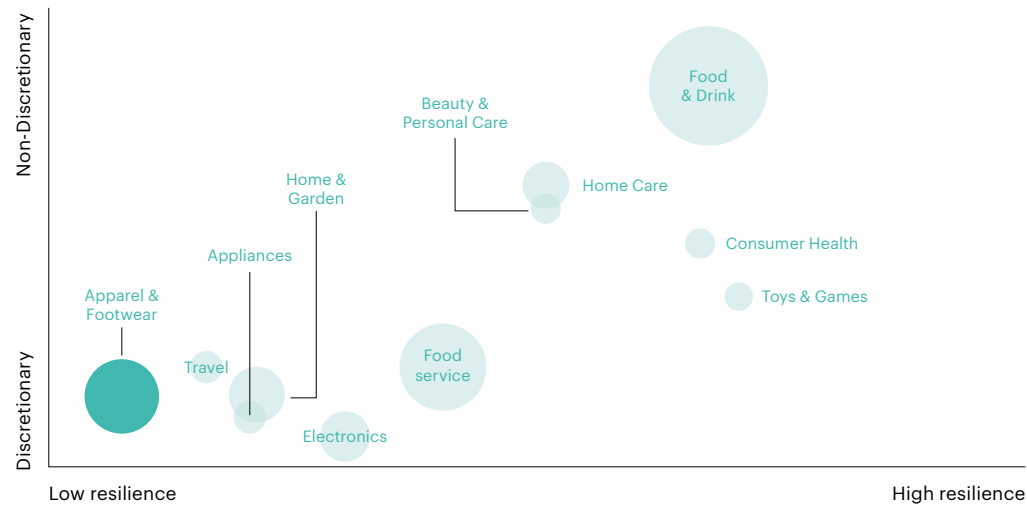 Non-Discretionary
Discretionary
Food
& Drink
Beauty &
Personal Care
Home &
Garden
Home Care
Consumer Health
Appliances
Apparel &
Footwear
Toys & Games
Travel
Food
service
Electronics
Low resilience
High resilience